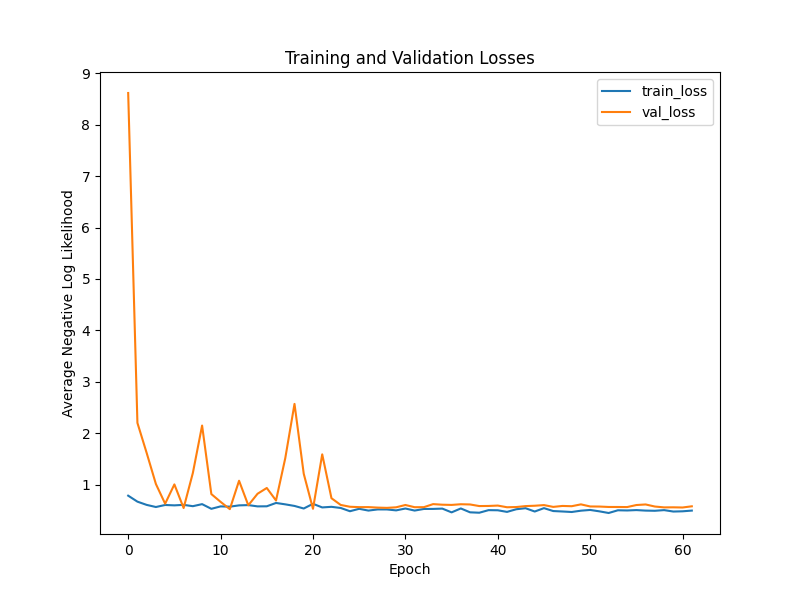 Training and Validation Losses
train_loss
val_loss
9
8
7
6
5
4
3
2
1
Average Negative Log Likelihood
0 10 20 30 40 50 60
Epoch